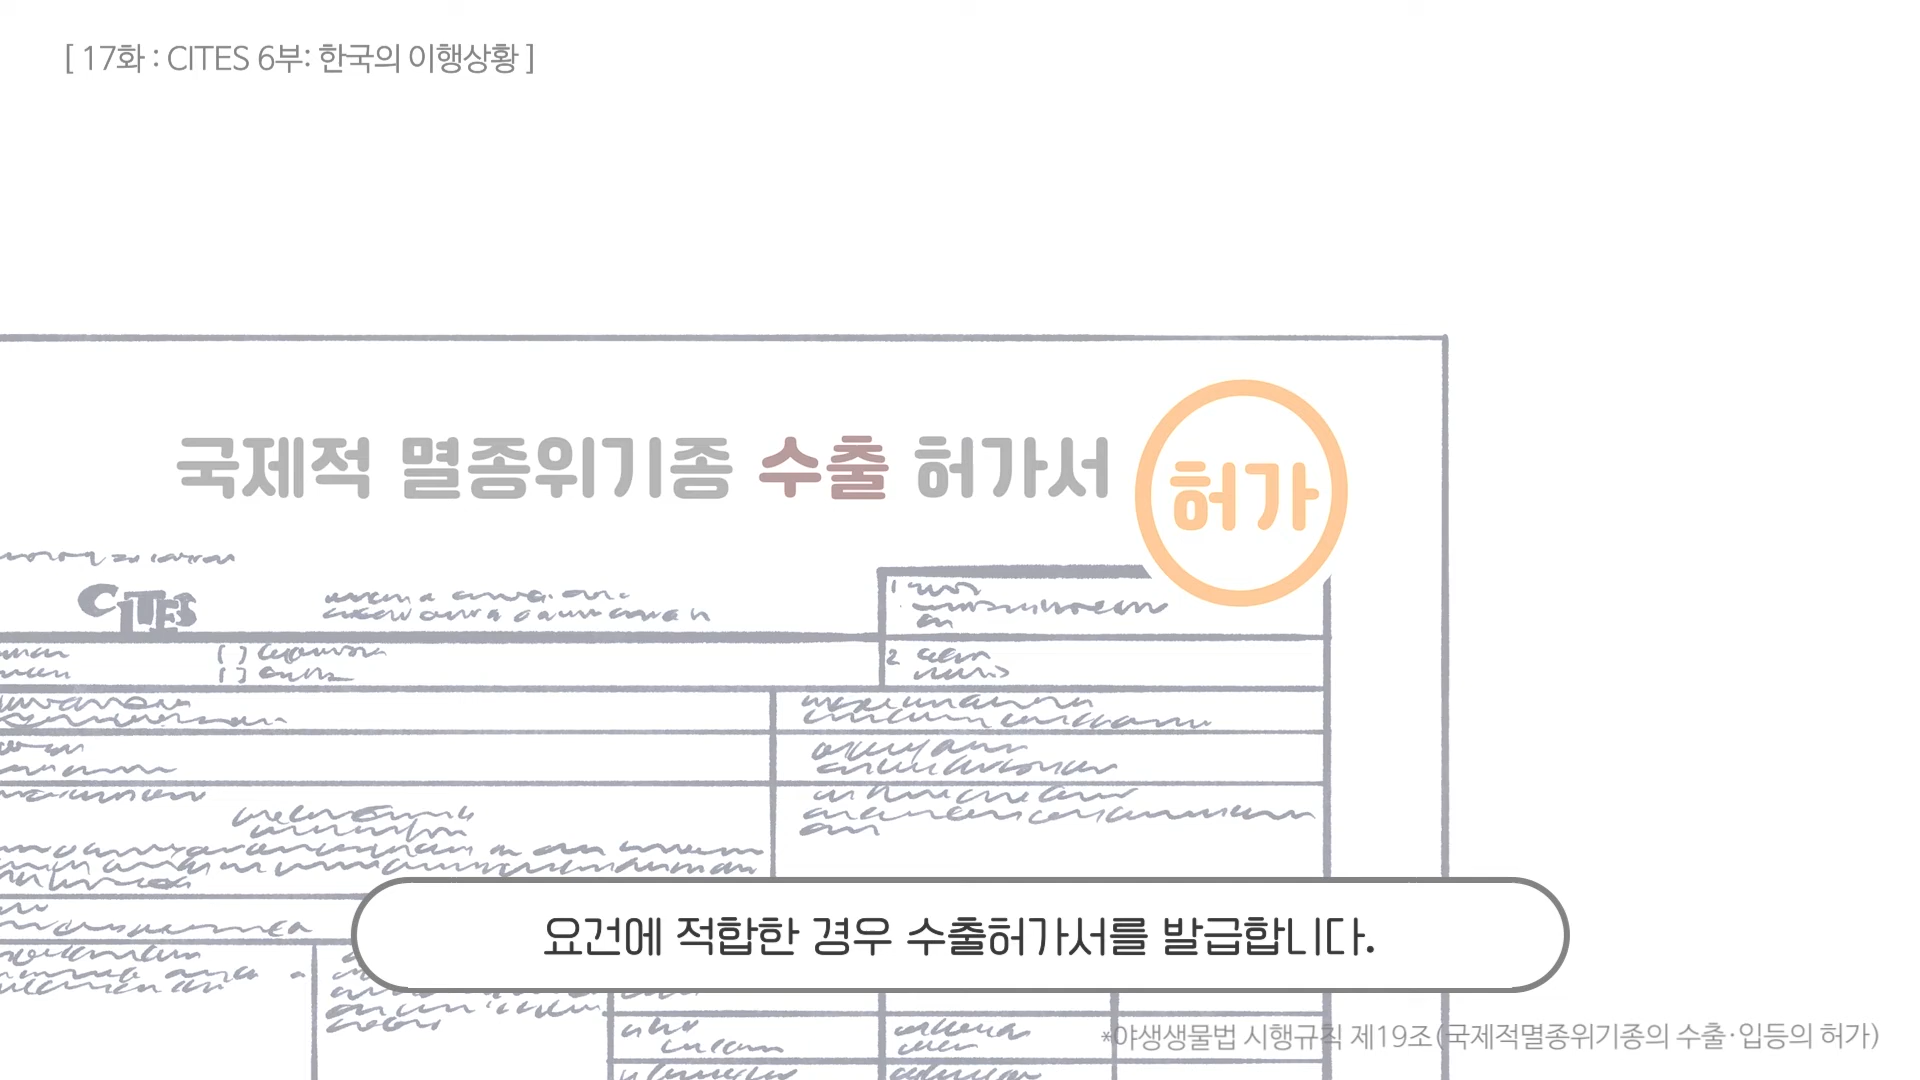 [ 17화 : CITES 6부: 한국의 이행상황 ]
국제적 멸종위기종 수출 허가서
허가
CITES
1
2
요건에 적합한 경우 수출허가서를 발급합니다.
*야생생물법 시행규칙 제19조(국제적멸종위기종의 수출·입등의 허가)